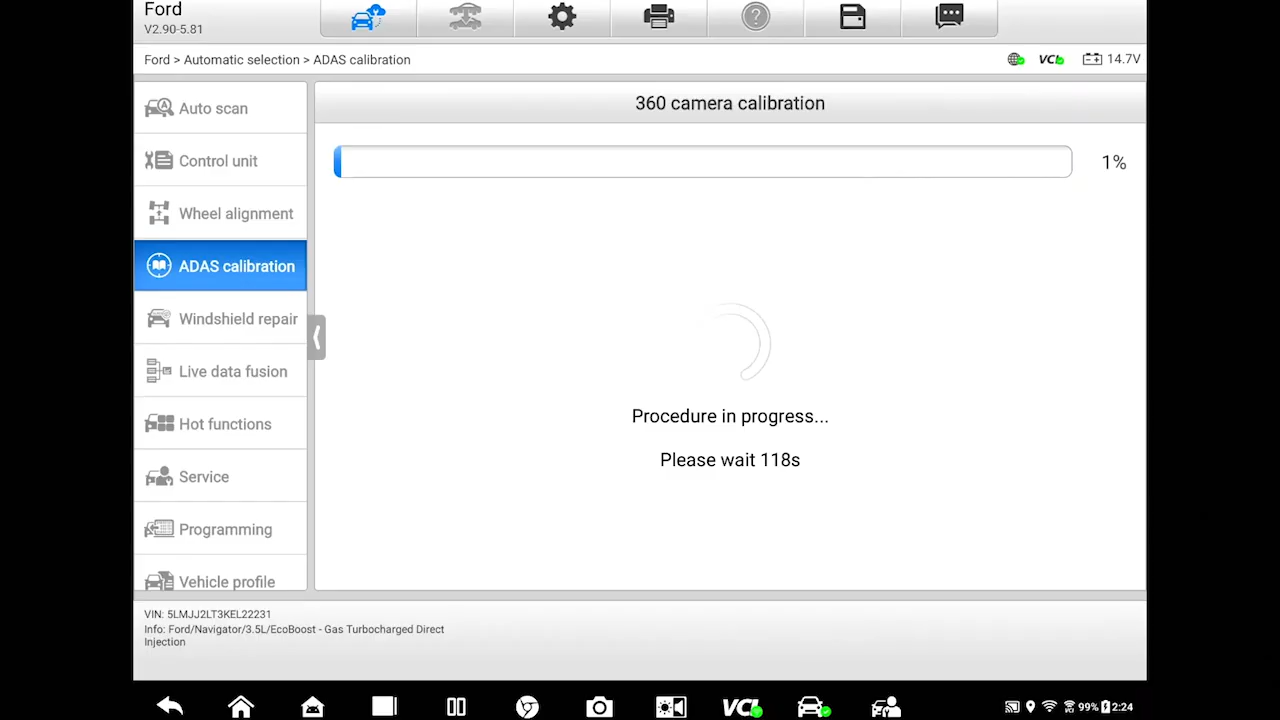 Ford
V2.90-5.81
Ford > Automatic selection > ADAS calibration
VCI
14.7V
Auto scan
Control unit
Wheel alignment
ADAS calibration
Windshield repair
Live data fusion
Hot functions
Service
Programming
Vehicle profile
360 camera calibration
1%
Procedure in progress...
Please wait 118s
VIN: 5LMJJ2LT3KEL22231
Info: Ford/Navigator/3.5L/EcoBoost - Gas Turbocharged Direct
Injection
VCI
99% 2:24